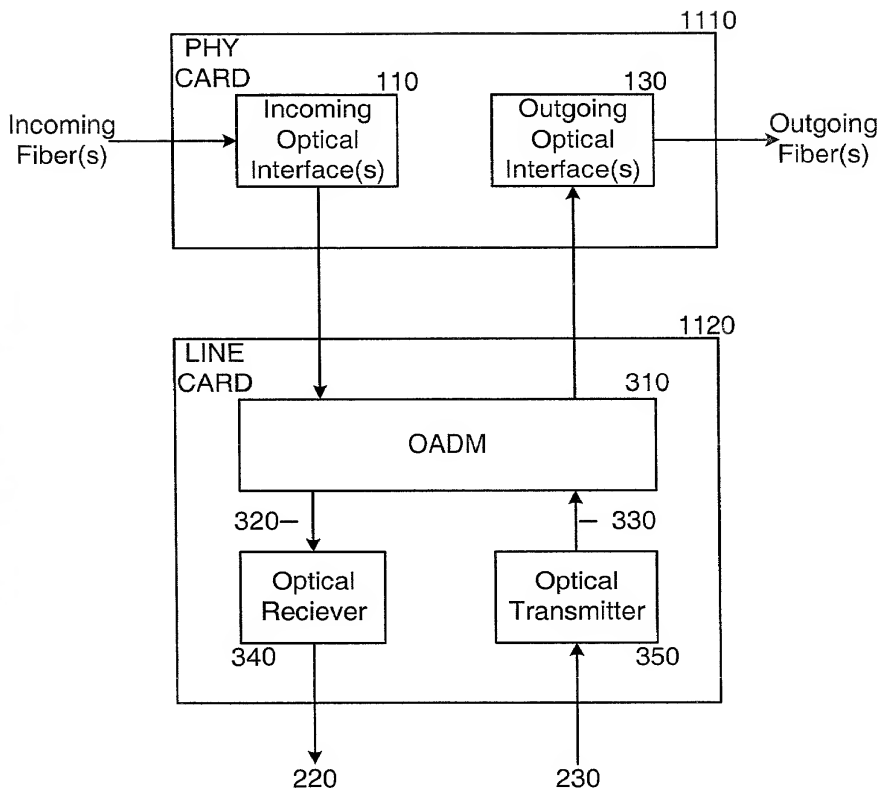 1110
PHY
CARD
110
130
Incoming
Optical
Interface(s)
Outgoing
Optical
Interface(s)
Incoming
Fiber(s)
Outgoing
Fiber(s)
1120
LINE
CARD
310
OADM
320
330
Optical
Reciever
Optical
Transmitter
340
350
220
230